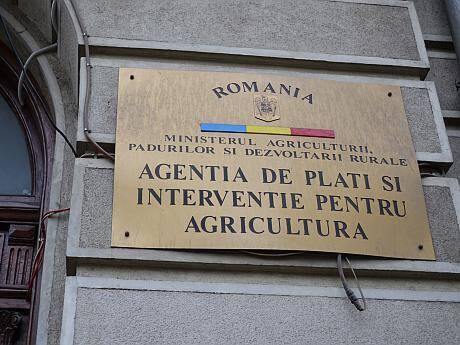 ROMANIA
MINISTERUL AGRICULTURII,
PADURILOR SI DEZVOLTARII RURALE
AGENTIA DE PLATI SI
INTERVENTIE PENTRU
AGRICULTURA